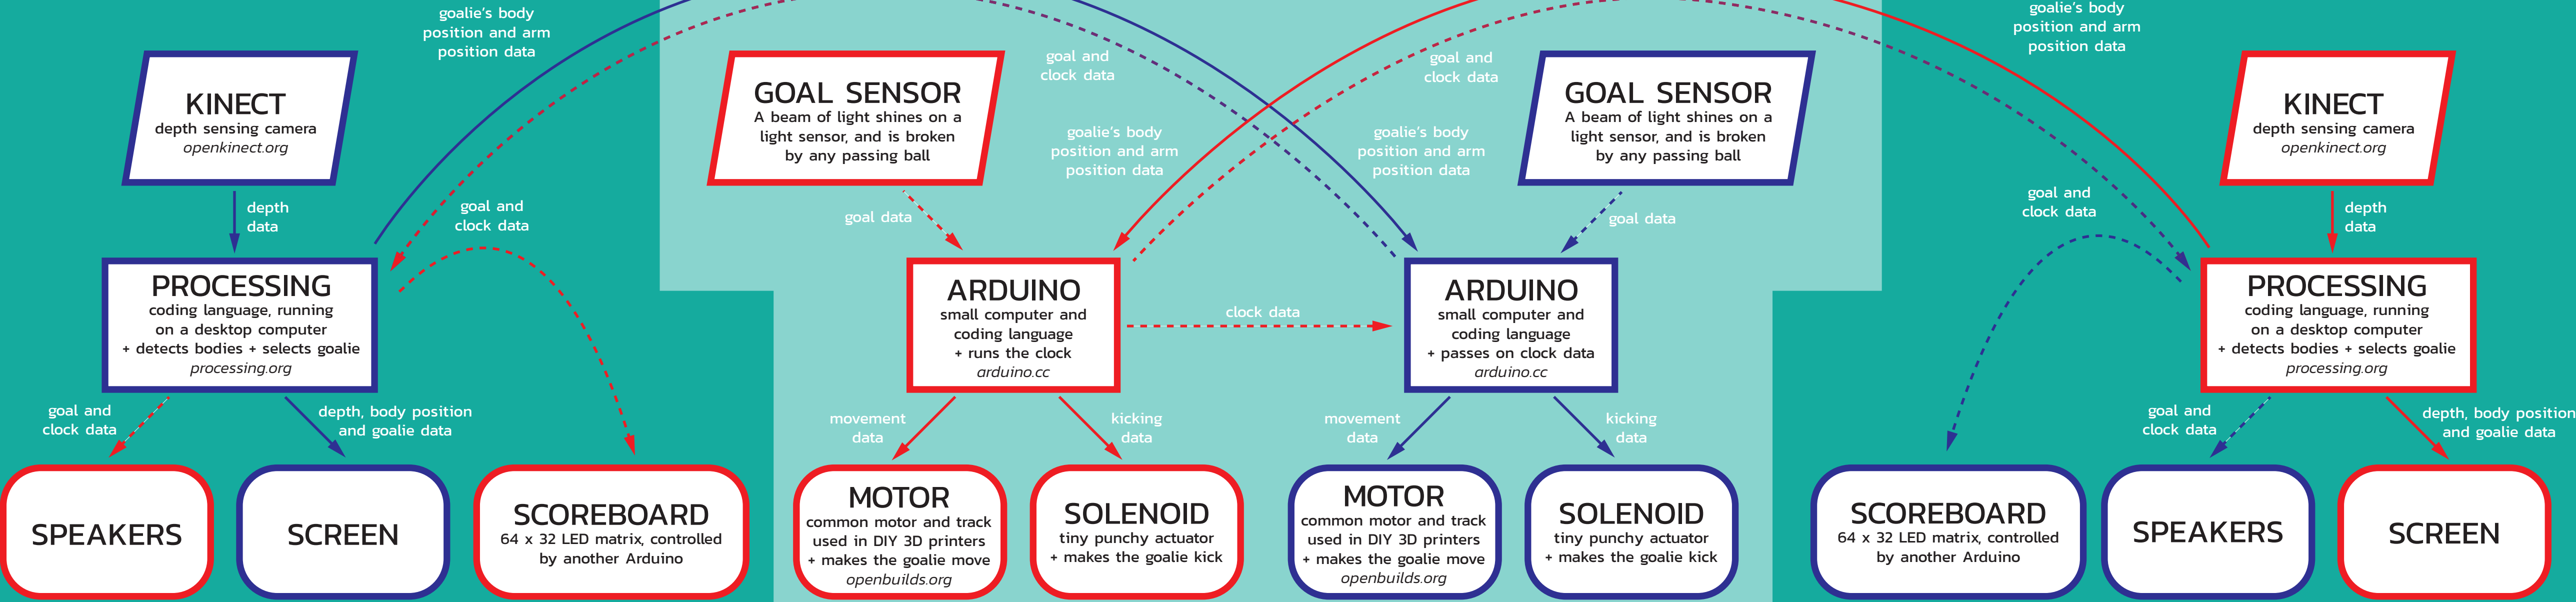 goalie's body
position and arm
position data
KINECT
depth sensing camera
openkinect.org
depth
data
goal and
clock data
PROCESSING
coding language, running
on a desktop computer
+ detects bodies + selects goalie
processing.org
goal and
clock data
depth, body position
and goalie data
SPEAKERS
SCREEN
SCOREBOARD
64 x 32 LED matrix, controlled
by another Arduino
GOAL SENSOR
A beam of light shines on a
light sensor, and is broken
by any passing ball
goal data
goal and
clock data
goalie's body
position and arm
position data
goal and
clock data
goalie's body
position and arm
position data
GOAL SENSOR
A beam of light shines on a
light sensor, and is broken
by any passing ball
goal data
ARDUINO
small computer and
coding language
+ runs the clock
arduino.cc
clock data
ARDUINO
small computer and
coding language
+ passes on clock data
arduino.cc
movement
data
kicking
data
movement
data
kicking
data
MOTOR
common motor and track
used in DIY 3D printers
+ makes the goalie move
openbuilds.org
SOLENOID
tiny punchy actuator
+ makes the goalie kick
MOTOR
common motor and track
used in DIY 3D printers
+ makes the goalie move
openbuilds.org
SOLENOID
tiny punchy actuator
+ makes the goalie kick
goalie's body
position and arm
position data
KINECT
depth sensing camera
openkinect.org
goal and
clock data
depth
data
PROCESSING
coding language, running
on a desktop computer
+ detects bodies + selects goalie
processing.org
goal and
clock data
depth, body position
and goalie data
SCOREBOARD
64 x 32 LED matrix, controlled
by another Arduino
SPEAKERS
SCREEN